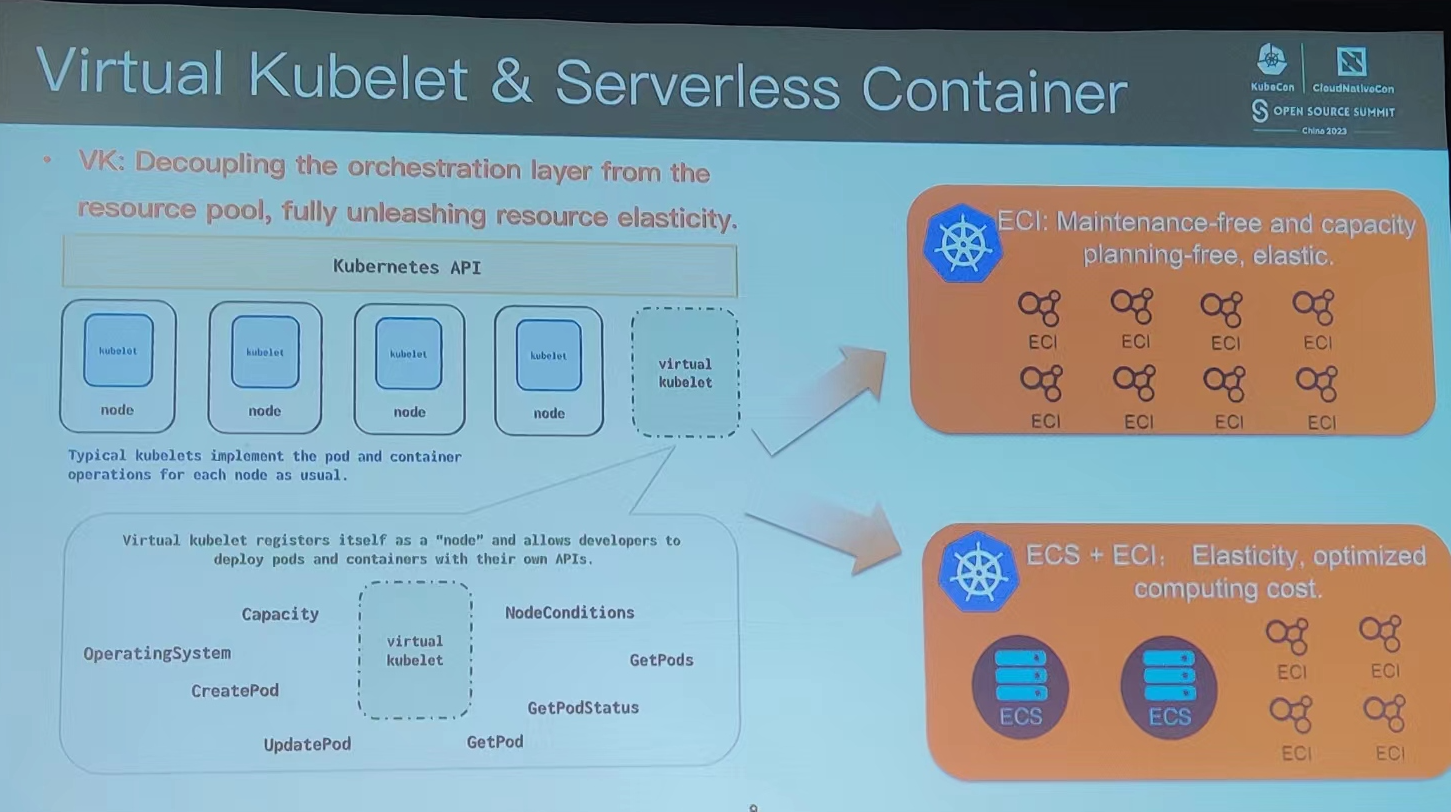 Virtual Kubelet & Serverless Container
KubeCon
CloudNativeCon
OPEN SOURCE SUMMIT
China 2023
• VK: Decoupling the orchestration layer from the
resource pool, fully unleashing resource elasticity.
Kubernetes API
kubelet
kubelet
kubelet
kubelet
node
node
node
node
virtual
kubelet
Typical kubelets implement the pod and container
operations for each node as usual.
Virtual kubelet registers itself as a "node" and allows developers to
deploy pods and containers with their own APIs.
Capacity
NodeConditions
OperatingSystem
virtual
kubelet
GetPods
CreatePod
GetPodStatus
UpdatePod
GetPod
ECI: Maintenance-free and capacity
planning-free, elastic.
ECI
ECI
ECI
ECI
ECI
ECI
ECI
ECI
ECS + ECI： Elasticity, optimized
computing cost.
ECS
ECS
ECI
ECI
ECI
ECI